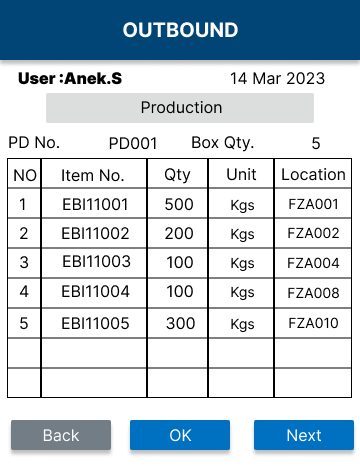 OUTBOUND
User :Anek.S 14 Mar 2023
Production
PD No. PD001 Box Qty. 5
NO Item No. Qty Unit Location
1 EBI11001 500 Kgs FZA001
2 EBI11002 200 Kgs FZA002
3 EBI11003 100 Kgs FZA004
4 EBI11004 100 Kgs FZA008
5 EBI11005 300 Kgs FZA010
Back OK Next